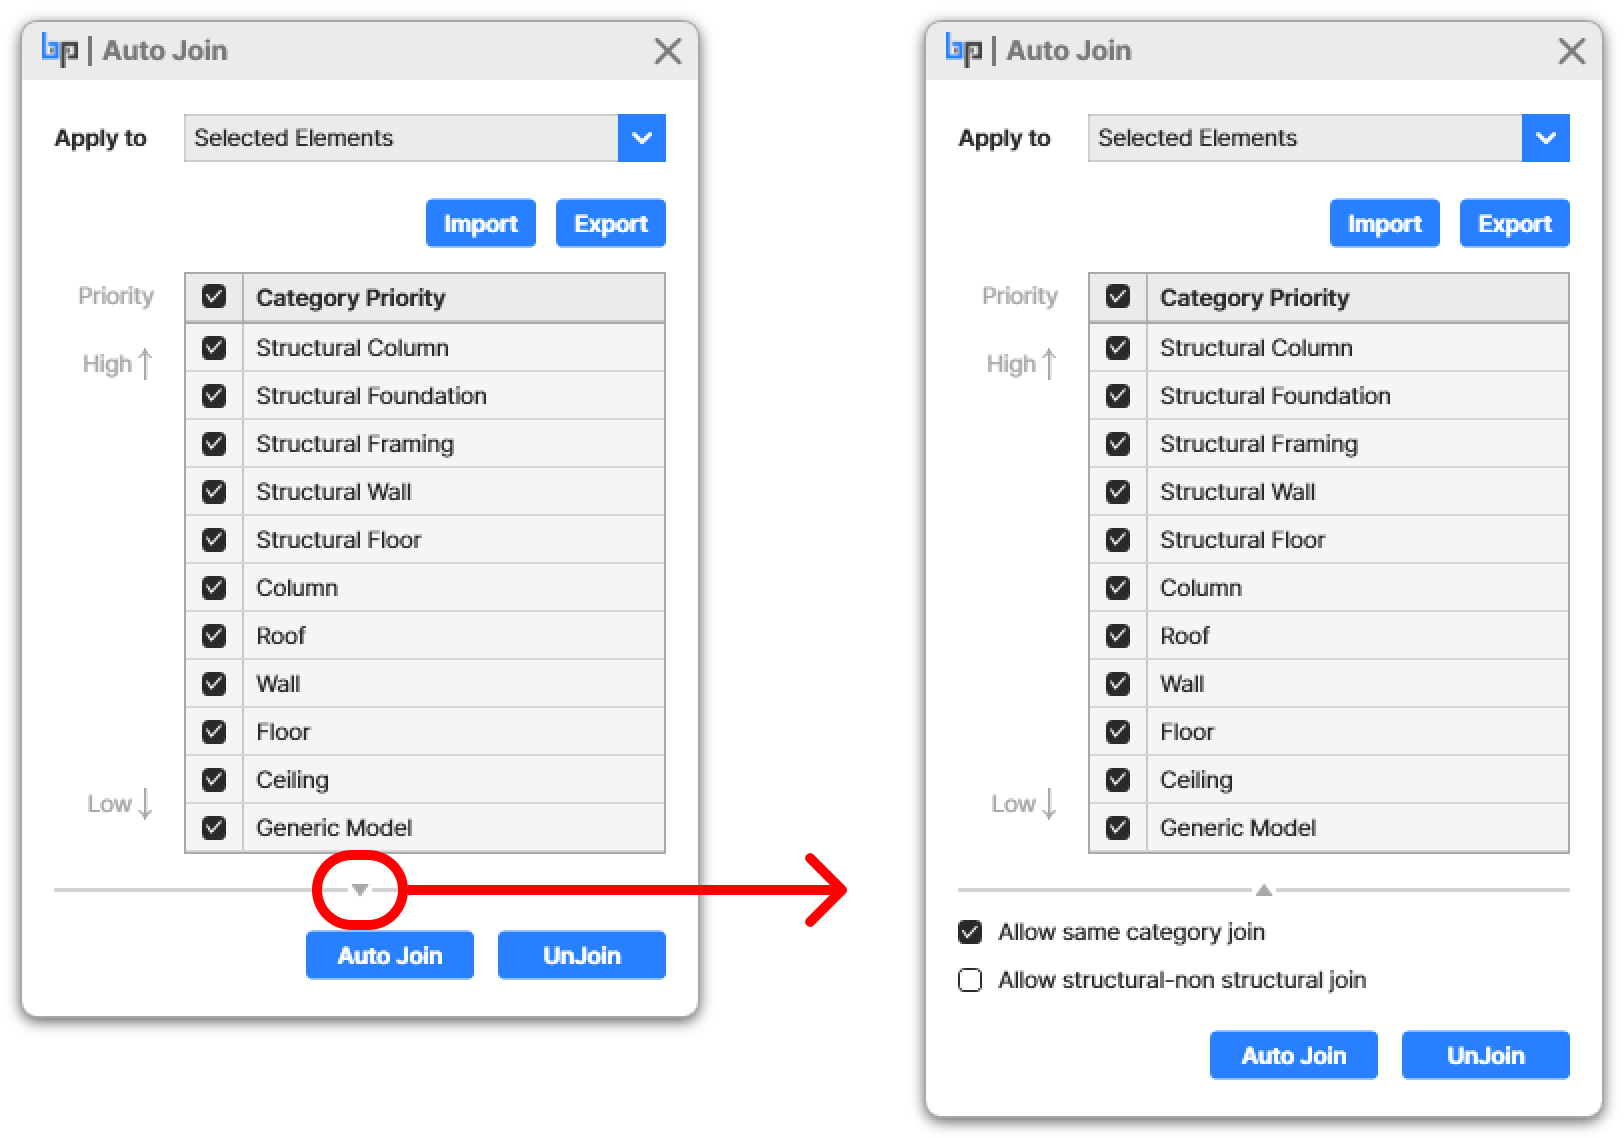 bp | Auto Join
Apply to
Selected Elements
Import
Export
Priority
Category Priority
High
Structural Column
Structural Foundation
Structural Framing
Structural Wall
Structural Floor
Column
Roof
Wall
Floor
Ceiling
Low
Generic Model
Auto Join
UnJoin
bp | Auto Join
Apply to
Selected Elements
Import
Export
Priority
Category Priority
High
Structural Column
Structural Foundation
Structural Framing
Structural Wall
Structural Floor
Column
Roof
Wall
Floor
Ceiling
Low
Generic Model
Allow same category join
Allow structural-non structural join
Auto Join
UnJoin